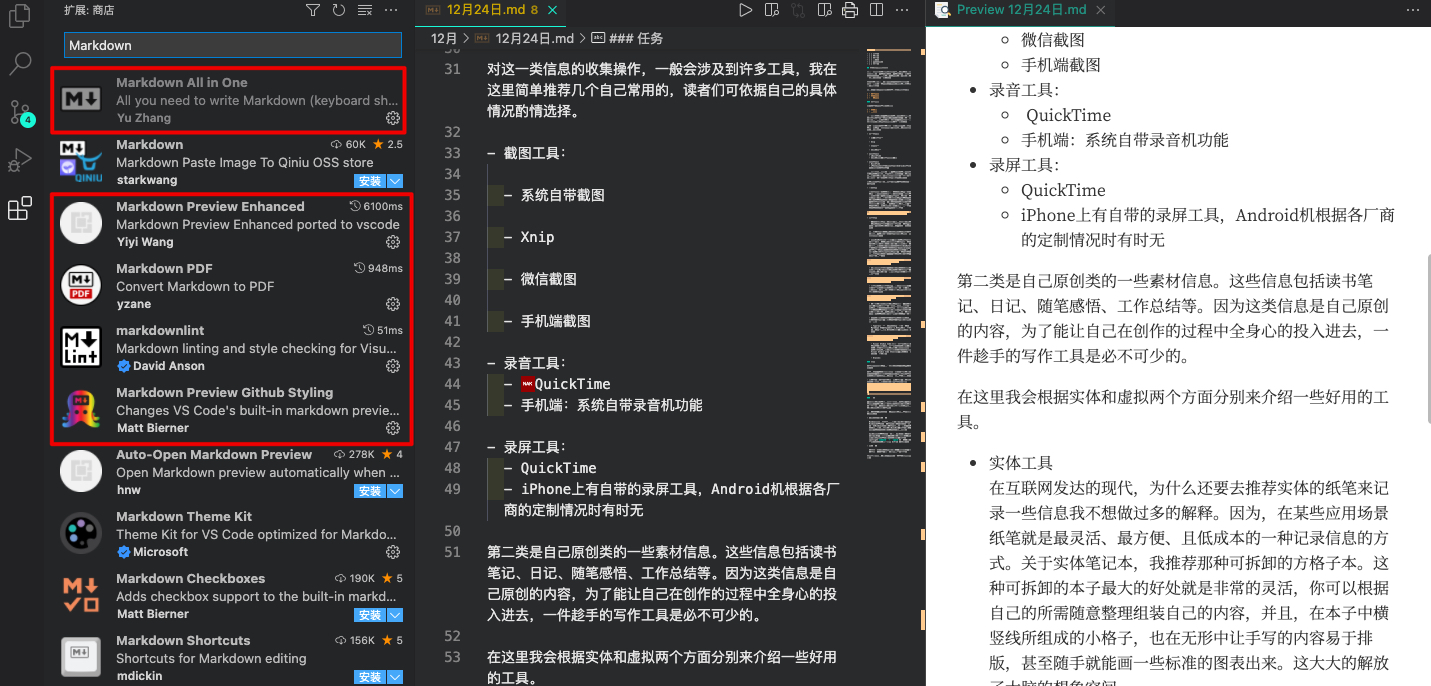 扩展: 商店
Markdown
Markdown All in One
All you need to write Markdown (keyboard sh...
Yu Zhang
Markdown 60K 2.5
Markdown Paste Image To Qiniu OSS store
starkwang 安装
QINIU
Markdown Preview Enhanced 6100ms
Markdown Preview Enhanced ported to vscode
Yiyi Wang
Markdown PDF 948ms
Convert Markdown to PDF
yzane
PDF
markdownlint 51ms
Markdown linting and style checking for Visu...
David Anson
Lint
Markdown Preview Github Styling
Changes VS Code's built-in markdown previe...
Matt Bierner
Auto-Open Markdown Preview 278K 4
Open Markdown preview automatically when ...
hnw 安装
Markdown Theme Kit
Theme Kit for VS Code optimized for Markdo...
Microsoft
Markdown Checkboxes 190K 5
Adds checkbox support to the built-in markd...
Matt Bierner 安装
Markdown Shortcuts 156K 5
Shortcuts for Markdown editing
mdickin 安装
4
12月24日.md 8
12月 > 12月24日.md > ### 任务
31 对这一类信息的收集操作，一般会涉及到许多工具，我在
这里简单推荐几个自己常用的，读者们可依据自己的具体
情况酌情选择。
32
33 - 截图工具：
34
35 - 系统自带截图
36
37 - Xnip
38
39 - 微信截图
40
41 - 手机端截图
42
43 - 录音工具：
44 - NAK QuickTime
45 - 手机端：系统自带录音机功能
46
47 - 录屏工具：
48 - QuickTime
49 - iPhone上有自带的录屏工具，Android机根据各厂
商的定制情况时有时无
50
51 第二类是自己原创类的一些素材信息。这些信息包括读书
笔记、日记、随笔感悟、工作总结等。因为这类信息是自
己原创的内容，为了能让自己在创作的过程中全身心的投
入进去，一件趁手的写作工具是必不可少的。
52
53 在这里我会根据实体和虚拟两个方面分别来介绍一些好用
的工具。
Preview 12月24日.md
微信截图
手机端截图
录音工具：
QuickTime
手机端：系统自带录音机功能
录屏工具：
QuickTime
iPhone上有自带的录屏工具，Android机根据各厂商
的定制情况时有时无
第二类是自己原创类的一些素材信息。这些信息包括读书笔
记、日记、随笔感悟、工作总结等。因为这类信息是自己原创
的内容，为了能让自己在创作的过程中全身心的投入进去，一
件趁手的写作工具是必不可少的。
在这里我会根据实体和虚拟两个方面分别来介绍一些好用的工
具。
实体工具
在互联网发达的现代，为什么还要去推荐实体的纸笔来记
录一些信息我不想做过多的解释。因为，在某些应用场景
纸笔就是最灵活、最方便、且低成本的一种记录信息的方
式。关于实体笔记本，我推荐那种可拆卸的方格子本。这
种可拆卸的本子最大的好处就是非常的灵活，你可以根据
自己的所需随意整理组装自己的内容，并且，在本子中横
竖线所组成的小格子，也在无形中让手写的内容易于排
版，甚至随手就能画一些标准的图表出来。这大大的解放